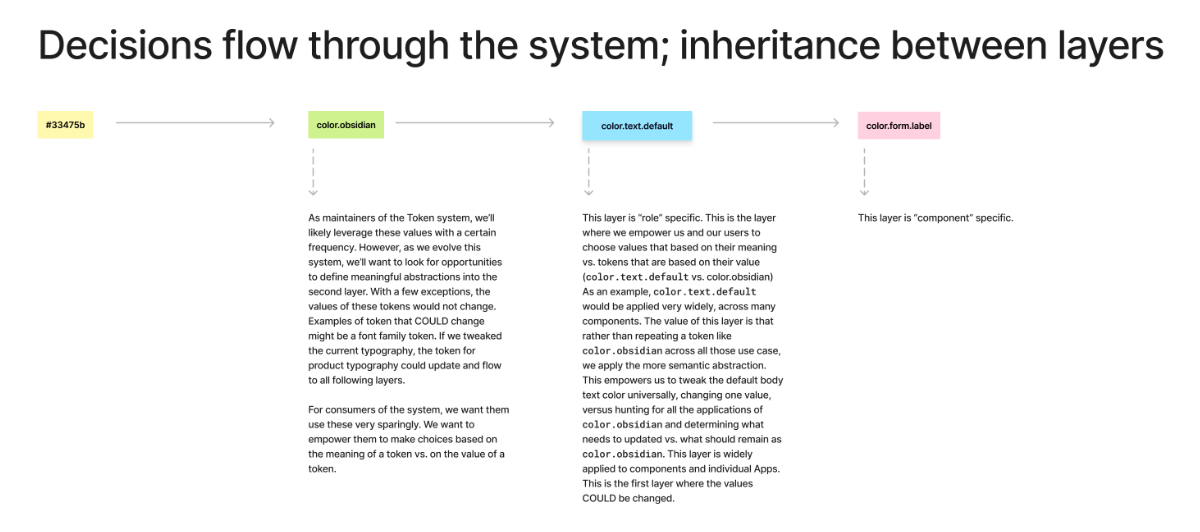 Decisions flow through the system; inheritance between layers
#33475b
color.obsidian
color.text.default
color.form.label
As maintainers of the Token system, we'll
likely leverage these values with a certain
frequency. However, as we evolve this
system, we'll want to look for opportunities
to define meaningful abstractions into the
second layer. With a few exceptions, the
values of these tokens would not change.
Examples of token that COULD change
might be a font family token. If we tweaked
the current typography, the token for
product typography could update and flow
to all following layers.
For consumers of the system, we want them
use these very sparingly. We want to
empower them to make choices based on
the meaning of a token vs. on the value of a
token.
This layer is "role" specific. This is the layer
where we empower us and our users to
choose values that based on their meaning
vs. tokens that are based on their value
(color.text.default vs. color.obsidian)
As an example, color.text.default
would be applied very widely, across many
components. The value of this layer is that
rather than repeating a token like
color.obsidian across all those use case,
we apply the more semantic abstraction.
This empowers us to tweak the default body
text color universally, changing one value,
versus hunting for all the applications of
color.obsidian and determining what
needs to updated vs. what should remain as
color.obsidian. This layer is widely
applied to components and individual Apps.
This is the first layer where the values
COULD be changed.
This layer is "component" specific.